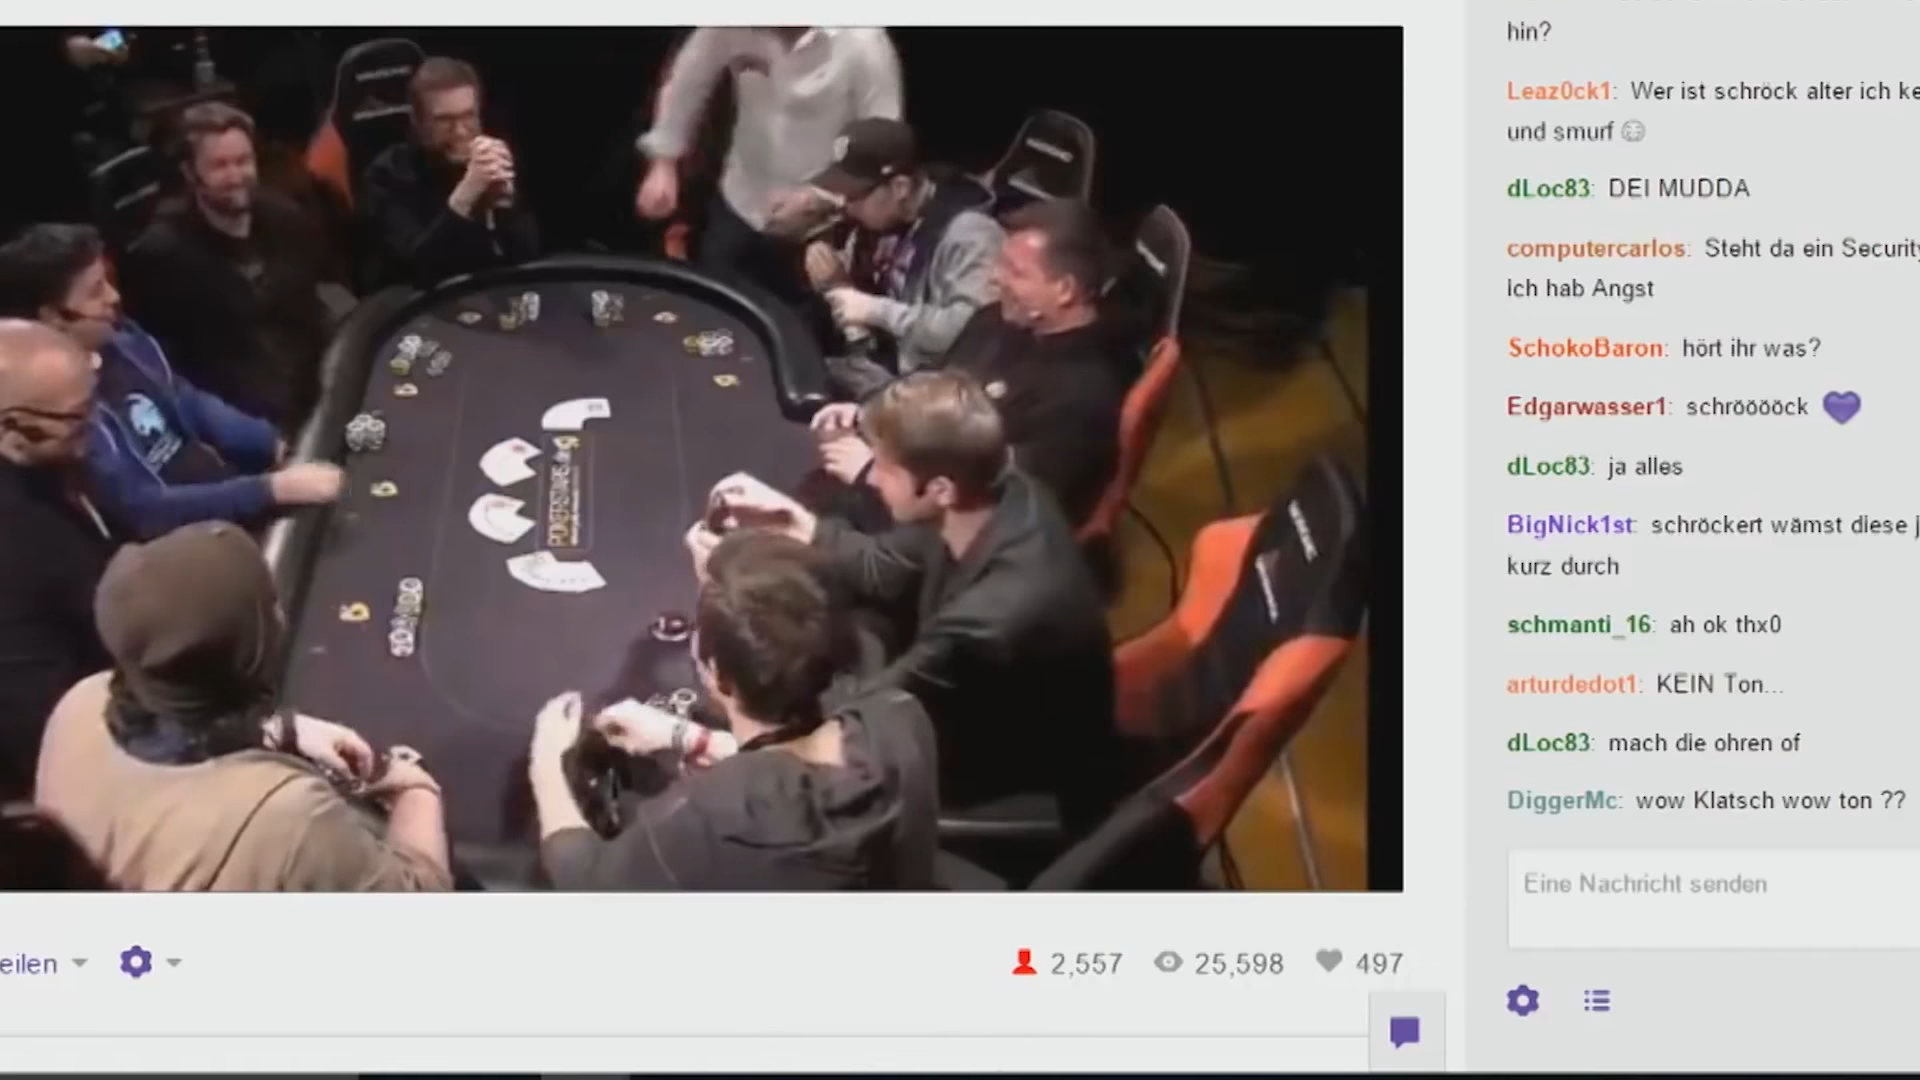 hin?
Leaz0ck1: Wer ist schröck alter ich ke
und smurf
dLoc83: DEI MUDDA
computercarlos: Steht da ein Security
ich hab Angst
SchokoBaron: hört ihr was?
Edgarwasser1: schrööööck
dLoc83: ja alles
BigNick1st: schröckert wämst diese j
kurz durch
schmanti_16: ah ok thx0
arturdedot1: KEIN Ton...
dLoc83: mach die ohren of
DiggerMc: wow Klatsch wow ton ??
Eine Nachricht senden
POKERSTARS.de
eilen
2,557 25,598 497